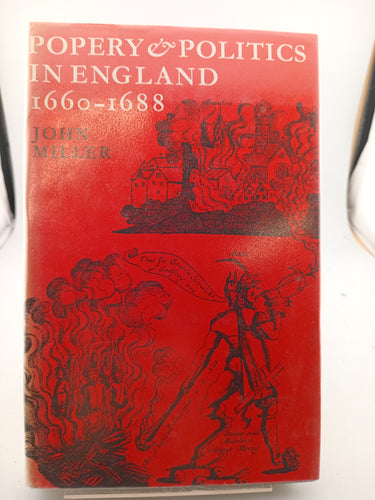 POPERY & POLITICS
IN ENGLAND
1660-1688
JOHN
MILLER